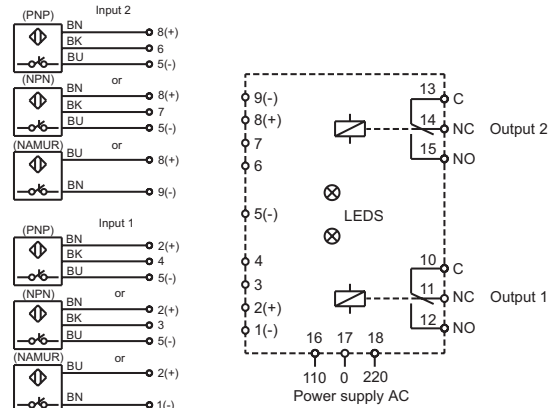 Input 2
(PNP)
BN
8(+)
BK
6
BU
5(-)
(NPN)
or
BN
8(+)
BK
7
BU
5(-)
(NAMUR)
or
BU
8(+)
BN
9(-)
Input 1
(PNP)
BN
2(+)
BK
4
BU
5(-)
(NPN)
or
BN
2(+)
BK
3
BU
5(-)
(NAMUR)
or
BU
2(+)
BN
1(-)
9(-)
8(+)
7
6
5(-)
4
3
2(+)
1(-)
LEDS
13
C
14
NC
Output 2
15
NO
10
C
11
NC
Output 1
12
NO
16
17
18
110
0
220
Power supply AC